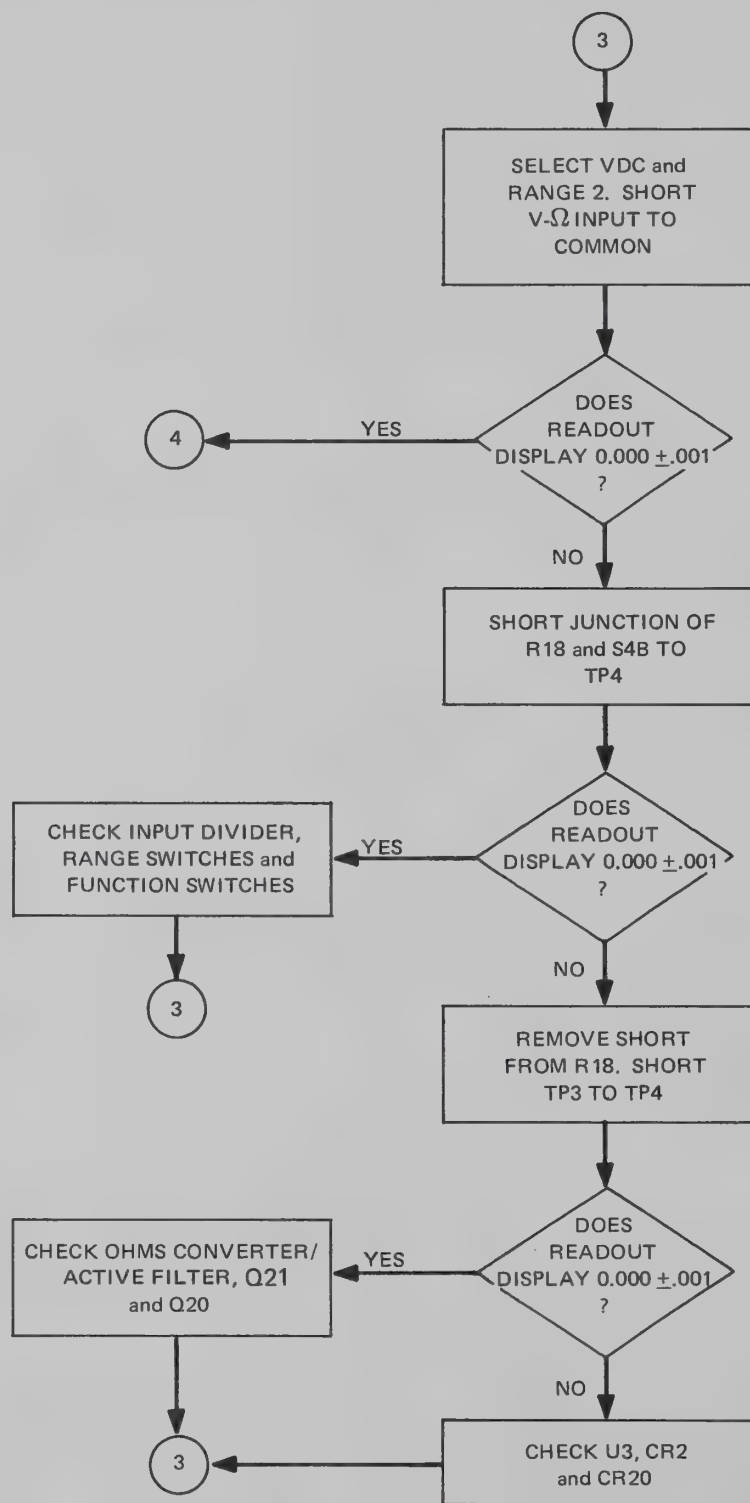 3
SELECT VDC and
RANGE 2. SHORT
V-Ω INPUT TO
COMMON
DOES
READOUT
DISPLAY 0.000 ±.001
?
YES
4
NO
SHORT JUNCTION OF
R18 and S4B TO
TP4
DOES
READOUT
DISPLAY 0.000 ±.001
?
YES
CHECK INPUT DIVIDER,
RANGE SWITCHES and
FUNCTION SWITCHES
3
NO
REMOVE SHORT
FROM R18. SHORT
TP3 TO TP4
DOES
READOUT
DISPLAY 0.000 ±.001
?
YES
CHECK OHMS CONVERTER/
ACTIVE FILTER, Q21
and Q20
NO
CHECK U3, CR2
and CR20
3